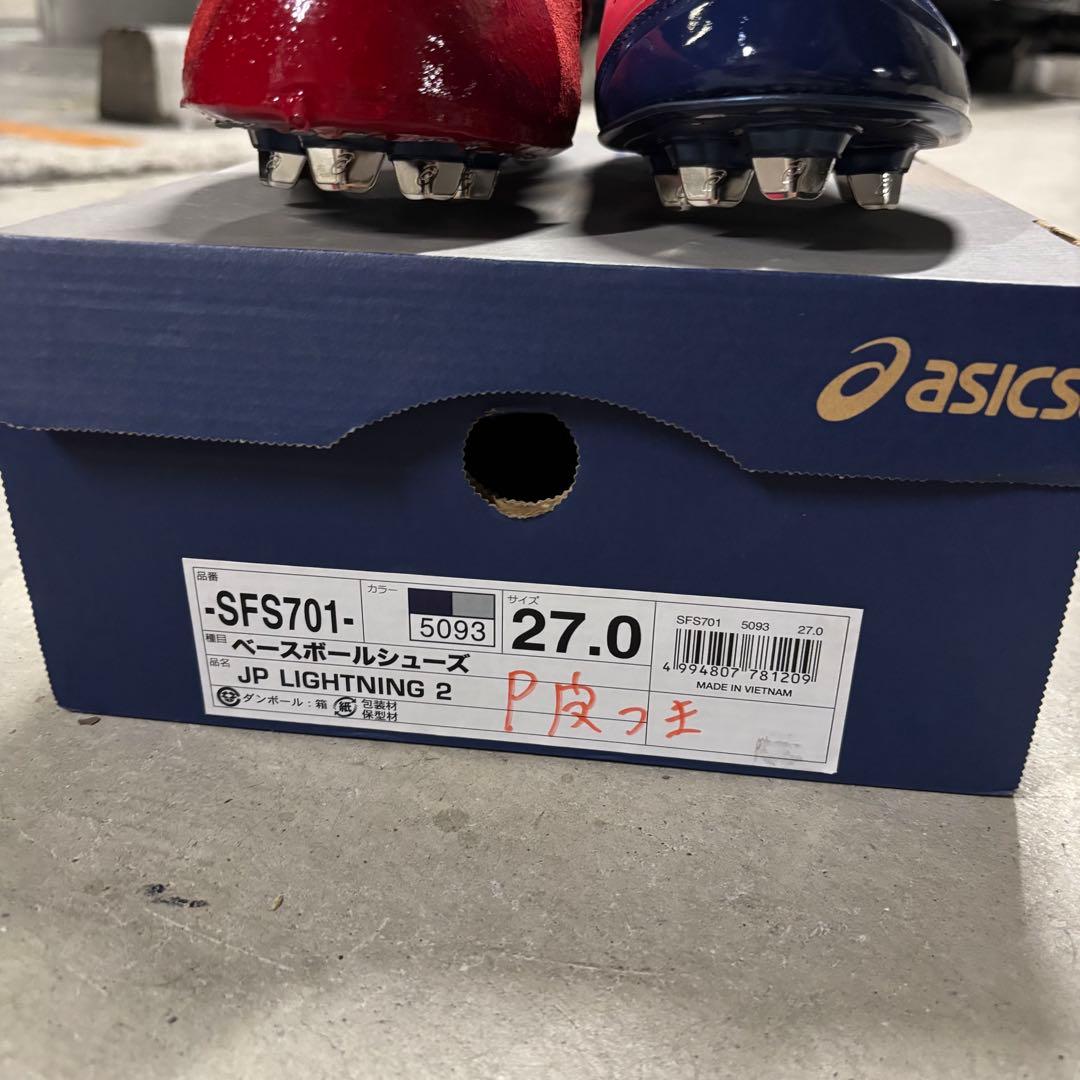 asics
品番 -SFS701- カラー 5093 サイズ 27.0
種目 ベースボールシューズ
品名 JP LIGHTNING 2
ダンボール：箱 紙 包装材 保型材
SFS701 5093 27.0
4 994807 781209
MADE IN VIETNAM
P皮つき